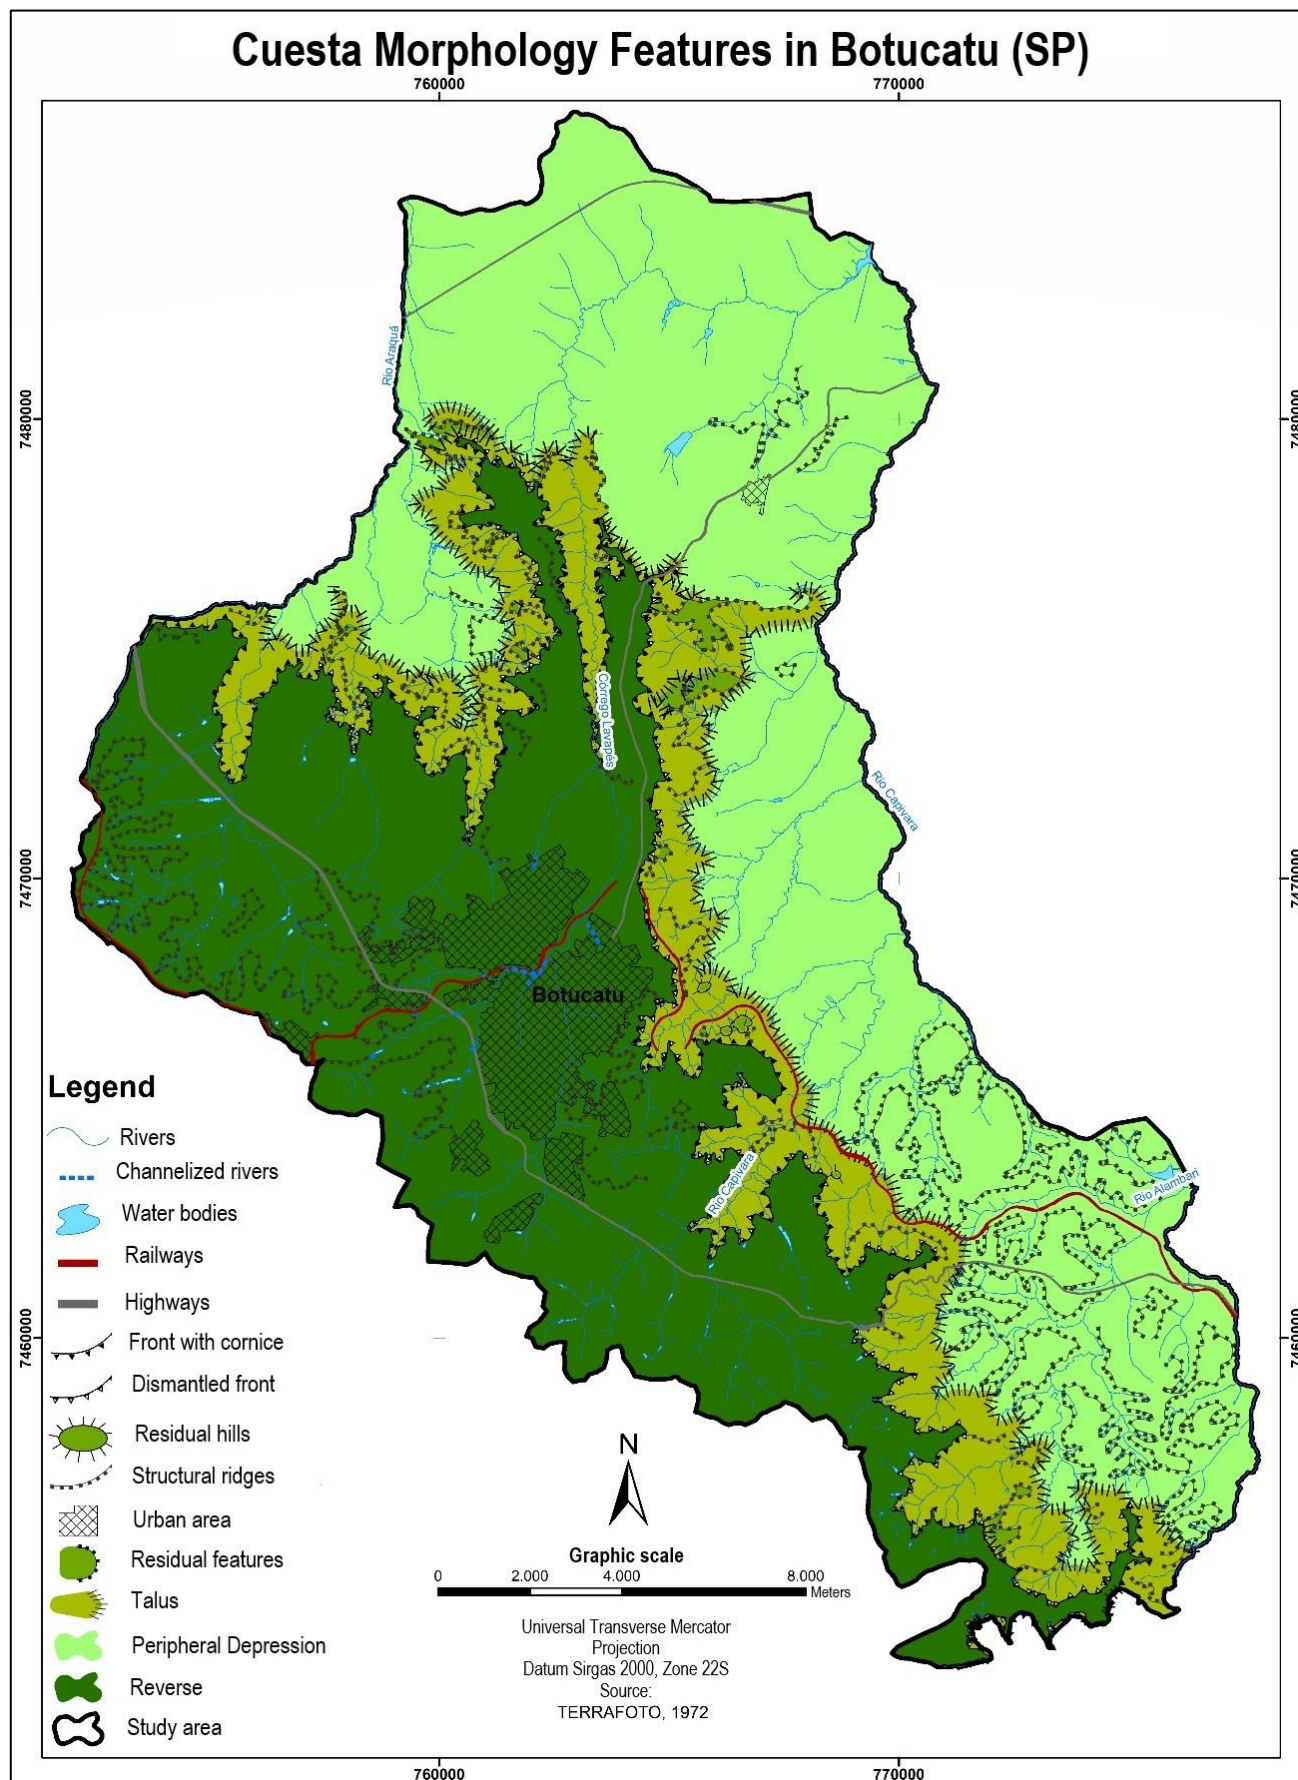 Cuesta Morphology Features in Botucatu (SP)
760000
770000
Rio Araquá
7480000
7480000
Córrego Lavapés
Rio Capivara
7470000
7470000
Botucatu
Rio Capivara
Rio Alambari
7460000
7460000
Legend
Rivers
Channelized rivers
Water bodies
Railways
Highways
Front with cornice
Dismantled front
Residual hills
Structural ridges
Urban area
Residual features
Talus
Peripheral Depression
Reverse
Study area
N
Graphic scale
0 2.000 4.000 8.000
Meters
Universal Transverse Mercator
Projection
Datum Sirgas 2000, Zone 22S
Source:
TERRAFOTO, 1972
760000
770000